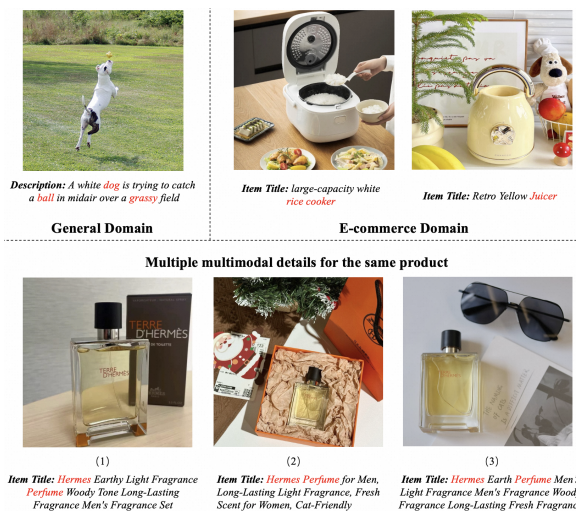 Description: A white dog is trying to catch
a ball in midair over a grassy field
General Domain
Item Title: large-capacity white
rice cooker
Item Title: Retro Yellow Juicer
E-commerce Domain
Multiple multimodal details for the same product
TERRE
D'HERMÈS
TERRE
D'HERMES
(1)
(2)
(3)
Item Title: Hermes Earthy Light Fragrance
Perfume Woody Tone Long-Lasting
Fragrance Men's Fragrance Set
Item Title: Hermes Perfume for Men,
Long-Lasting Light Fragrance, Fresh
Scent for Women, Cat-Friendly
Item Title: Hermes Earth Perfume Men'
Light Fragrance Men's Fragrance Wood
Fragrance Long-Lasting Fresh Fragranc